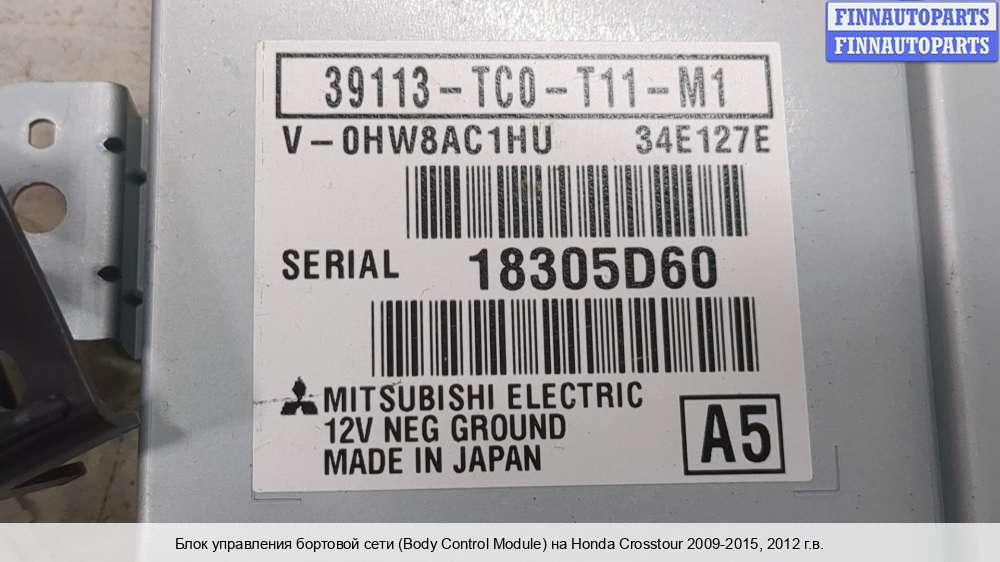 FINNAUTOPARTS
FINNAUTOPARTS
39113-TC0-T11-M1
V-0HW8AC1HU 34E127E
SERIAL 18305D60
MITSUBISHI ELECTRIC
12V NEG GROUND
MADE IN JAPAN
A5
Блок управления бортовой сети (Body Control Module) на Honda Crosstour 2009-2015, 2012 г.в.